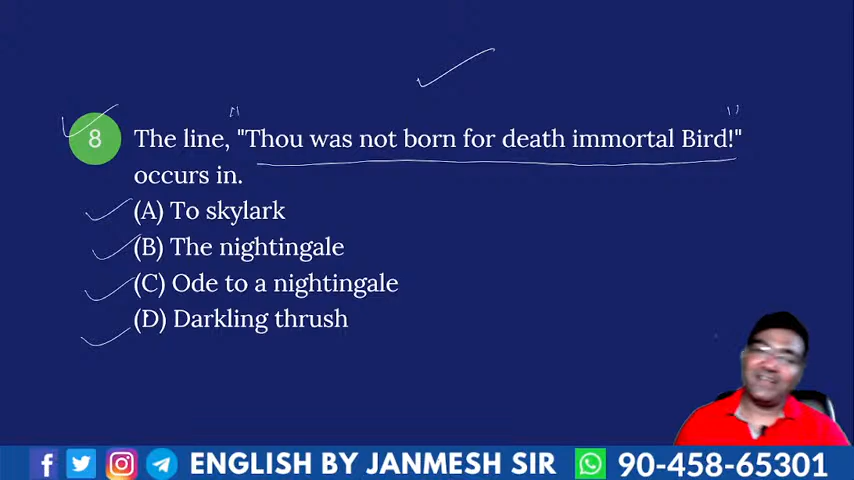 8 The line, "Thou was not born for death immortal Bird!"
occurs in.
(A) To skylark
(B) The nightingale
(C) Ode to a nightingale
(D) Darkling thrush
ENGLISH BY JANMESH SIR 90-458-65301